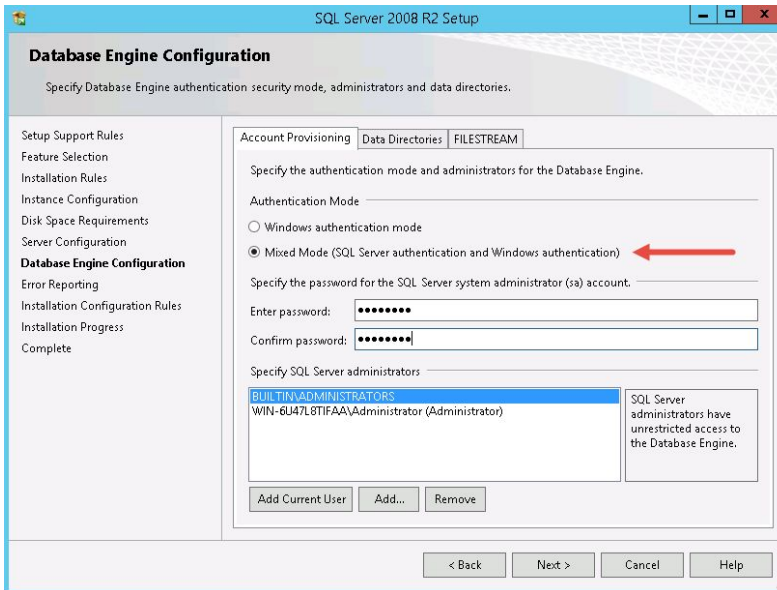 SQL Server 2008 R2 Setup
Database Engine Configuration
Specify Database Engine authentication security mode, administrators and data directories.
Setup Support Rules
Feature Selection
Installation Rules
Instance Configuration
Disk Space Requirements
Server Configuration
Database Engine Configuration
Error Reporting
Installation Configuration Rules
Installation Progress
Complete
Account Provisioning Data Directories FILESTREAM
Specify the authentication mode and administrators for the Database Engine.
Authentication Mode
Windows authentication mode
Mixed Mode (SQL Server authentication and Windows authentication)
Specify the password for the SQL Server system administrator (sa) account.
Enter password: ●●●●●●●●
Confirm password: ●●●●●●●●
Specify SQL Server administrators
BUILTIN\ADMINISTRATORS
WIN-6U47L8TIFAA\Administrator (Administrator)
SQL Server
administrators have
unrestricted access to
the Database Engine.
Add Current User Add... Remove
< Back Next > Cancel Help